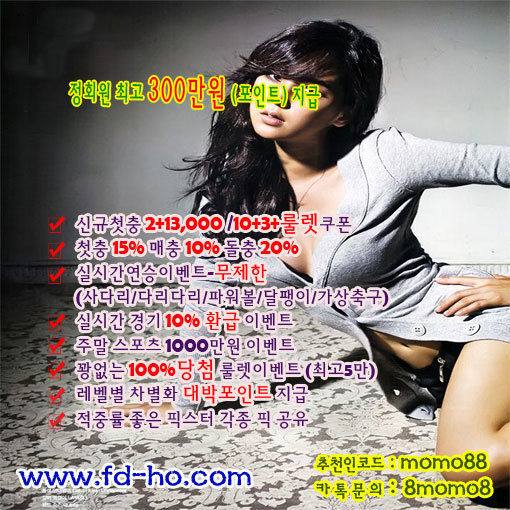 정회원 최고 300만원 (포인트) 지급
신규첫충 2+13,000 /10+3+룰렛쿠폰
첫충 15% 매충 10% 돌충 20%
실시간연승이벤트-무제한
(사다리/다리다리/파워볼/달팽이/가상축구)
실시간 경기 10% 환급 이벤트
주말 스포츠 1000만원 이벤트
꽝없는 100%당첨 룰렛이벤트 (최고5만)
레벨별 차별화 대박포인트 지급
적중률 좋은 픽스터 각종 픽 공유
www.fd-ho.com
추천인코드 : momo88
카톡문의 : 8momo8